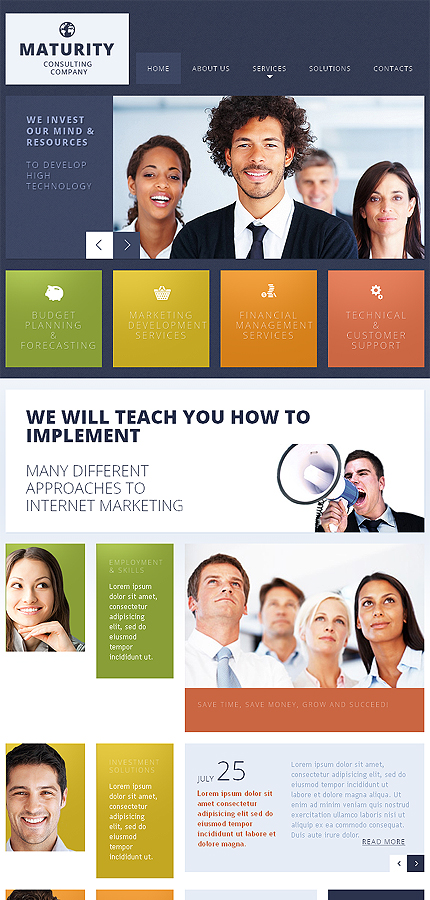 MATURITY
CONSULTING
COMPANY
HOME
ABOUT US
SERVICES
SOLUTIONS
CONTACTS
WE INVEST
OUR MIND &
RESOURCES
TO DEVELOP
HIGH
TECHNOLOGY
BUDGET
PLANNING
&
FORECASTING
MARKETING
DEVELOPMENT
SERVICES
FINANCIAL
MANAGEMENT
SERVICES
TECHNICAL
&
CUSTOMER
SUPPORT
WE WILL TEACH YOU HOW TO
IMPLEMENT
MANY DIFFERENT
APPROACHES TO
INTERNET MARKETING
EMPLOYMENT
& SKILLS
Lorem ipsum
dolor sit amet,
consectetur
adipisicing
elit, sed do
eiusmod
tempor
incididunt ut.
SAVE TIME, SAVE MONEY, GROW AND SUCCEED!
INVESTMENT
SOLUTIONS
Lorem ipsum
dolor sit amet,
consectetur
adipisicing
elit, sed do
eiusmod
tempor
incididunt ut.
JULY 25
Lorem ipsum dolor sit
amet consectetur
adipisicing elit, sed do
eiusmod tempor
incididunt ut labore et
dolore magna.
Lorem ipsum dolor sit amet, consectetur
adipisicing elit, sed do eiusmod
tempor incididunt ut
labore et dolore magna aliqua. Ut
enim ad minim veniam quis nostrud
exercitation ullamco laboris nisi ut
aliquip ex ea commodo consequat.
Duis aute irure dolor.
READ MORE